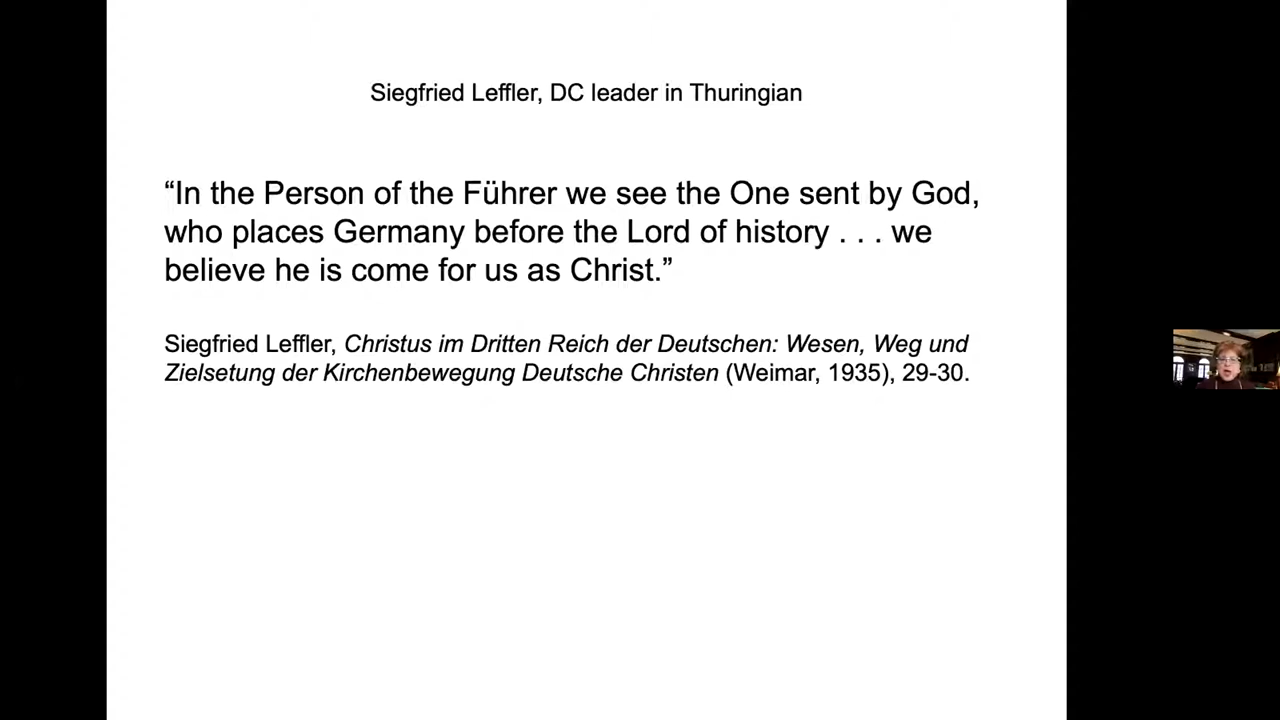 Siegfried Leffler, DC leader in Thuringian
“In the Person of the Führer we see the One sent by God,
who places Germany before the Lord of history . . . we
believe he is come for us as Christ.”
Siegfried Leffler, Christus im Dritten Reich der Deutschen: Wesen, Weg und
Zielsetung der Kirchenbewegung Deutsche Christen (Weimar, 1935), 29-30.